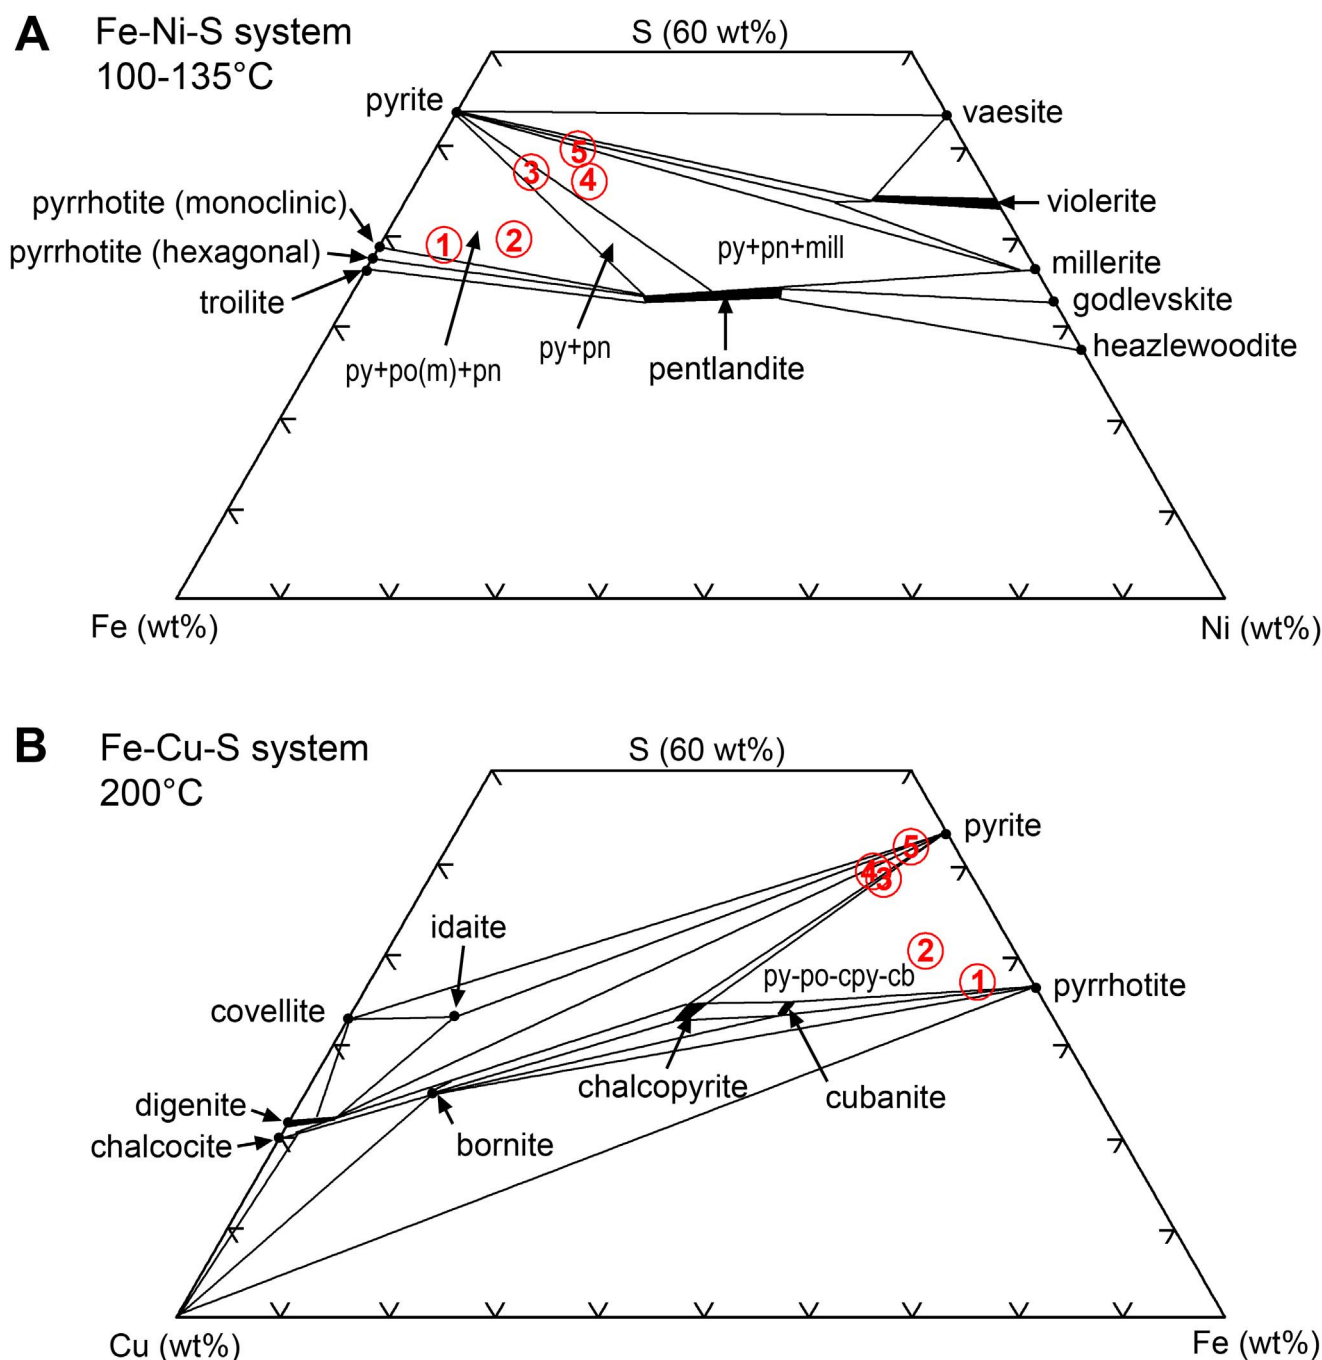 A
Fe-Ni-S system
100-135°C
S (60 wt%)
pyrite
vaesite
5
3
4
pyrrhotite (monoclinic)
violerite
1
2
py+pn+mill
pyrrhotite (hexagonal)
millerite
troilite
godlevskite
py+pn
heazlewoodite
py+po(m)+pn
pentlandite
Fe (wt%)
Ni (wt%)
B
Fe-Cu-S system
200°C
S (60 wt%)
pyrite
5
4
3
idaite
2
py-po-cpy-cb
1
pyrrhotite
covellite
chalcopyrite
cubanite
digenite
chalcocite
bornite
Cu (wt%)
Fe (wt%)